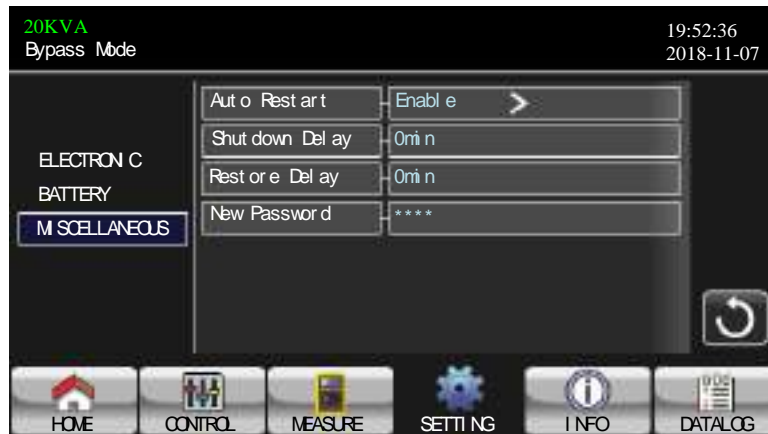 20KVA
19:52:36
Bypass Mode
2018-11-07
Auto Restart
Enable >
Shutdown Delay
0min
ELECTRONIC
Restore Delay
0min
BATTERY
New Password
****
MISCELLANEOUS
HOME
CONTROL
MEASURE
SETTING
INFO
DATALOG